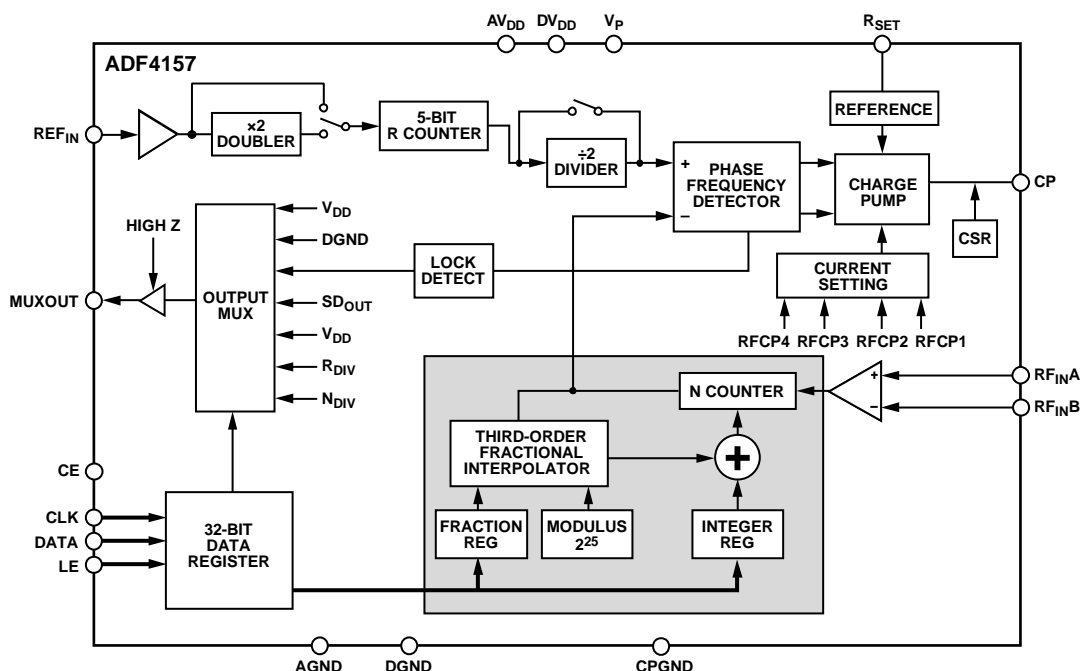 AVDD DVDD VP RSET
ADF4157
REFERENCE
×2
DOUBLER
5-BIT
R COUNTER
REFIN
÷2
DIVIDER
+
–
PHASE
FREQUENCY
DETECTOR
CHARGE
PUMP
CP
CSR
HIGH Z
VDD
DGND
LOCK
DETECT
CURRENT
SETTING
MUXOUT
OUTPUT
MUX
SDOUT
VDD
RDIV
NDIV
RFCP4 RFCP3 RFCP2 RFCP1
N COUNTER
+
–
RFINA
RFINB
THIRD-ORDER
FRACTIONAL
INTERPOLATOR
+
CE
CLK
DATA
LE
32-BIT
DATA
REGISTER
FRACTION
REG
MODULUS
2²⁵
INTEGER
REG
AGND DGND CPGND